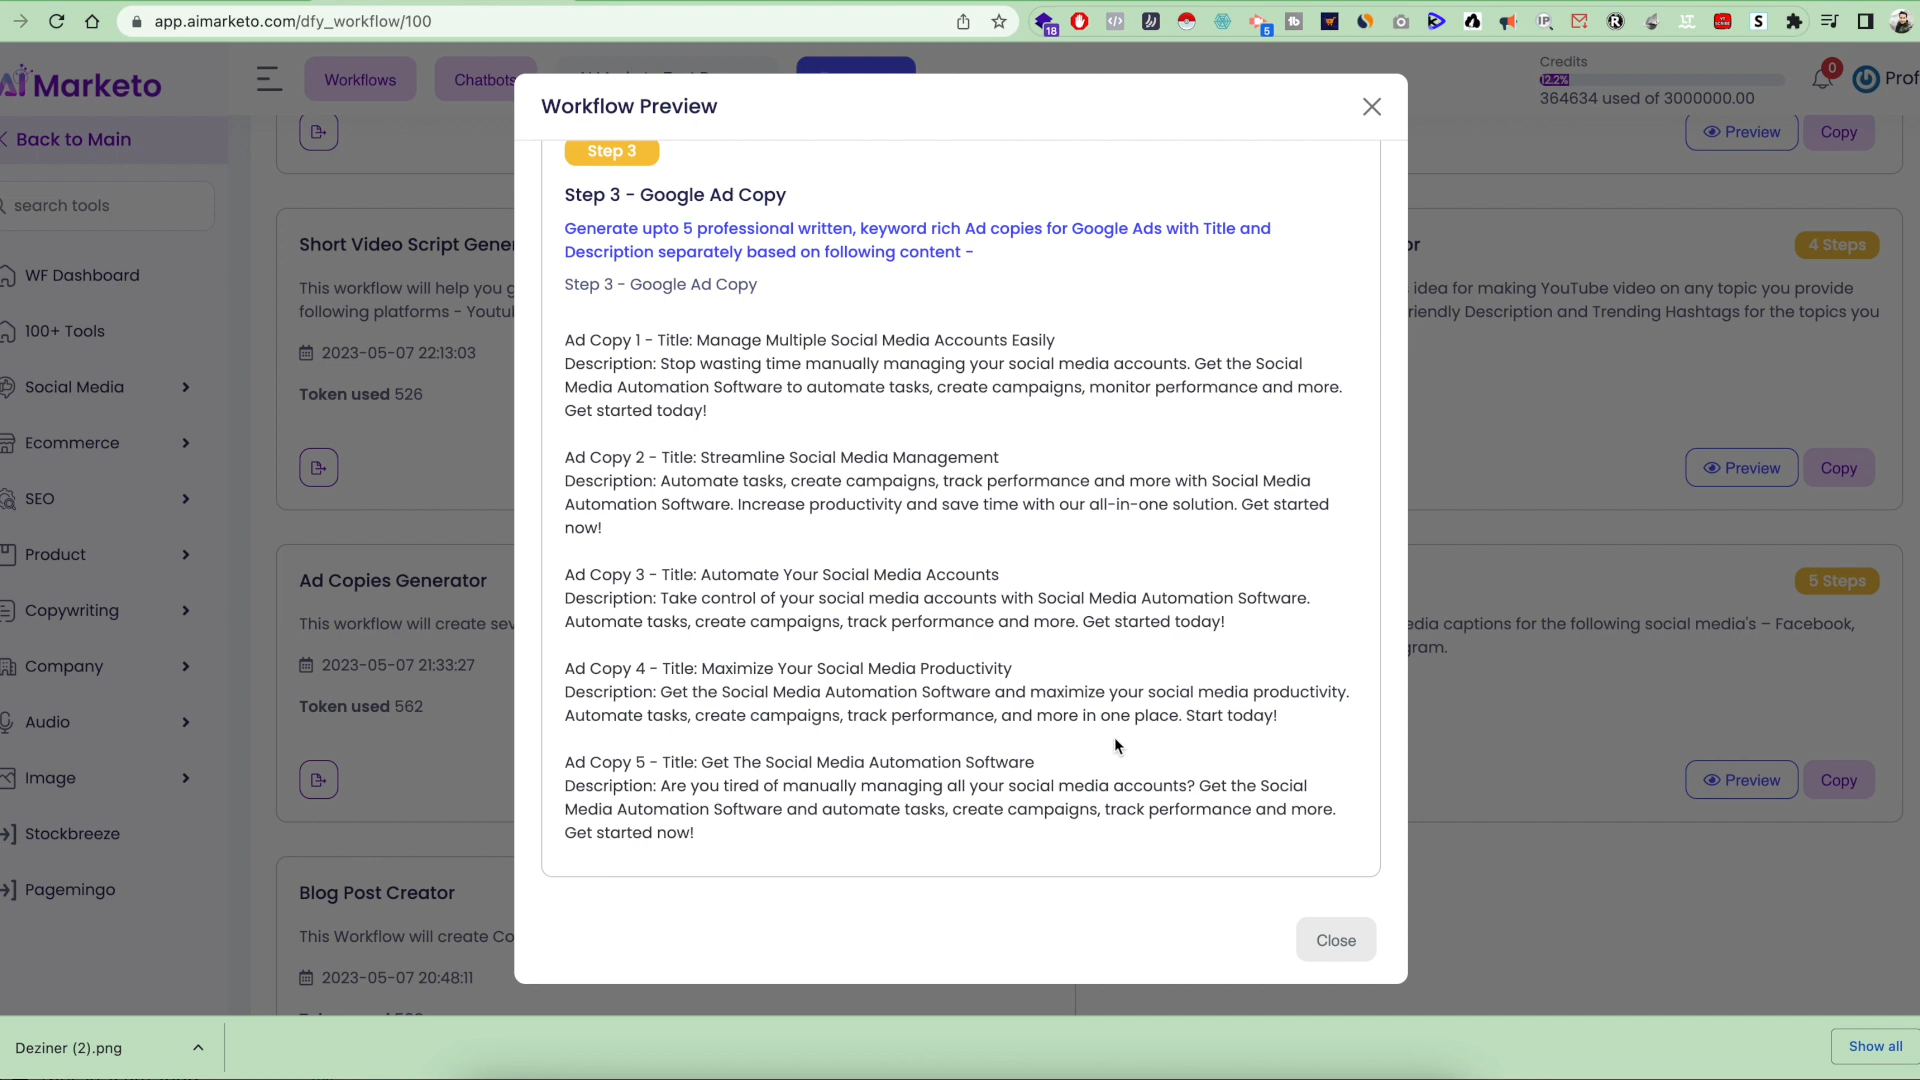 app.aimarketo.com/dfy_workflow/100
18
5
AiMarketo
Workflows
Chatbots
Credits
12.2%
364634 used of 3000000.00
0
Prof
Back to Main
search tools
WF Dashboard
100+ Tools
Social Media
Ecommerce
SEO
Product
Copywriting
Company
Audio
Image
Stockbreeze
Pagemingo
Preview
Copy
Short Video Script Gener
This workflow will help you g
following platforms - Youtu
2023-05-07 22:13:03
Token used 526
or
4 Steps
idea for making YouTube video on any topic you provide
riendly Description and Trending Hashtags for the topics you
Preview
Copy
Ad Copies Generator
This workflow will create sev
2023-05-07 21:33:27
Token used 562
5 Steps
edia captions for the following social media's – Facebook,
gram.
Preview
Copy
Blog Post Creator
This Workflow will create Co
2023-05-07 20:48:11
Workflow Preview
Step 3
Step 3 - Google Ad Copy
Generate upto 5 professional written, keyword rich Ad copies for Google Ads with Title and
Description separately based on following content -
Step 3 - Google Ad Copy
Ad Copy 1 - Title: Manage Multiple Social Media Accounts Easily
Description: Stop wasting time manually managing your social media accounts. Get the Social
Media Automation Software to automate tasks, create campaigns, monitor performance and more.
Get started today!
Ad Copy 2 - Title: Streamline Social Media Management
Description: Automate tasks, create campaigns, track performance and more with Social Media
Automation Software. Increase productivity and save time with our all-in-one solution. Get started
now!
Ad Copy 3 - Title: Automate Your Social Media Accounts
Description: Take control of your social media accounts with Social Media Automation Software.
Automate tasks, create campaigns, track performance and more. Get started today!
Ad Copy 4 - Title: Maximize Your Social Media Productivity
Description: Get the Social Media Automation Software and maximize your social media productivity.
Automate tasks, create campaigns, track performance, and more in one place. Start today!
Ad Copy 5 - Title: Get The Social Media Automation Software
Description: Are you tired of manually managing all your social media accounts? Get the Social
Media Automation Software and automate tasks, create campaigns, track performance and more.
Get started now!
Close
Deziner (2).png
Show all